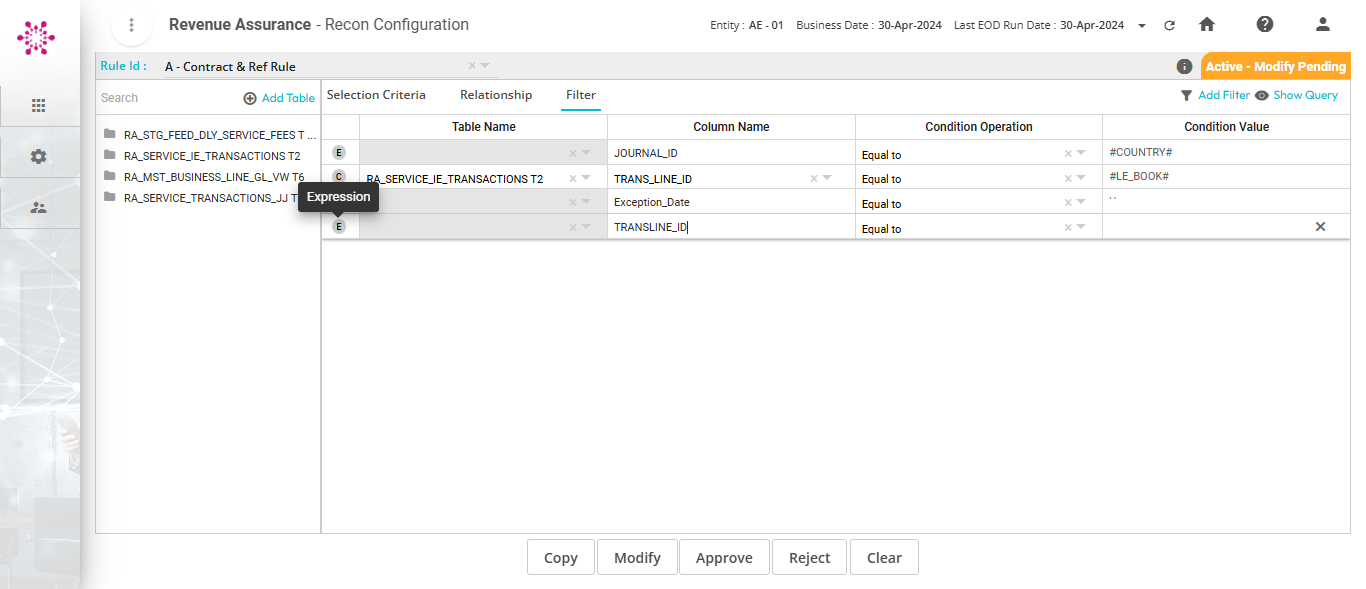 Revenue Assurance - Recon Configuration
Entity : AE - 01 Business Date : 30-Apr-2024 Last EOD Run Date : 30-Apr-2024
Rule Id : A - Contract & Ref Rule
Active - Modify Pending
Search Add Table
Selection Criteria Relationship Filter
Add Filter Show Query
RA_STG_FEED_DLY_SERVICE_FEES T ...
RA_SERVICE_IE_TRANSACTIONS T2
RA_MST_BUSINESS_LINE_GL_VW T6
RA_SERVICE_TRANSACTIONS_JJ T
Expression
Table Name Column Name Condition Operation Condition Value
E JOURNAL_ID Equal to #COUNTRY#
C RA_SERVICE_IE_TRANSACTIONS T2 TRANS_LINE_ID Equal to #LE_BOOK#
Exception_Date Equal to ' '
E TRANSLINE_ID Equal to
Copy Modify Approve Reject Clear